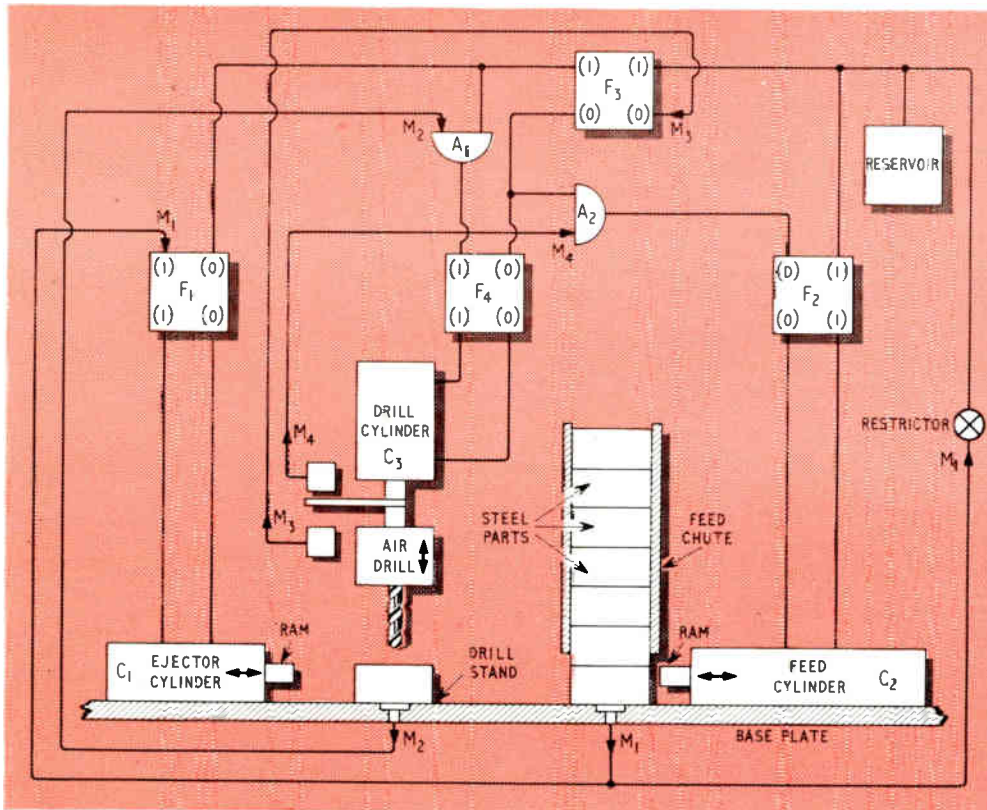 (1) (1)
F3
(0) (0)
M3
M2
A1
RESERVOIR
A2
M4
M1
(1) (0)
F1
(1) (0)
(1) (0)
F4
(1) (0)
(D) (1)
F2
(0) (1)
DRILL
CYLINDER
C3
RESTRICTOR
M1
M4
M3
STEEL
PARTS
FEED
CHUTE
AIR
DRILL
RAM
DRILL
STAND
RAM
C1
EJECTOR
CYLINDER
FEED
CYLINDER
C2
M2
M1
BASE PLATE